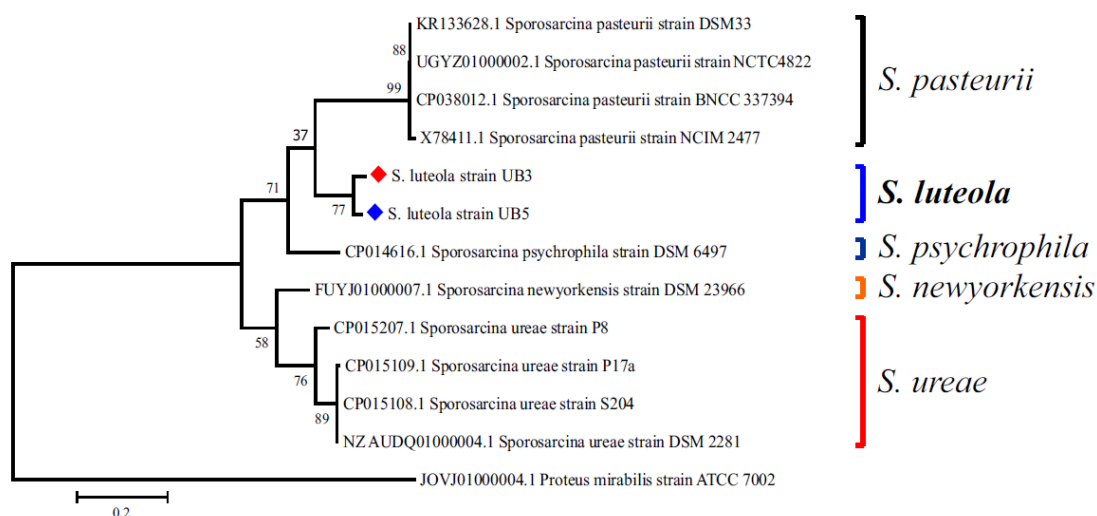 KR133628.1 Sporosarcina pasteurii strain DSM33
88
UGYZ01000002.1 Sporosarcina pasteurii strain NCTC4822
S. pasteurii
99
CP038012.1 Sporosarcina pasteurii strain BNCC 337394
37
X78411.1 Sporosarcina pasteurii strain NCIM 2477
S. luteola strain UB3
71
S. luteola
77
S. luteola strain UB5
CP014616.1 Sporosarcina psychrophila strain DSM 6497
S. psychrophila
FUYJ01000007.1 Sporosarcina newyorkensis strain DSM 23966
S. newyorkensis
58
CP015207.1 Sporosarcina ureae strain P8
76
CP015109.1 Sporosarcina ureae strain P17a
S. ureae
89
CP015108.1 Sporosarcina ureae strain S204
NZ AUDQ01000004.1 Sporosarcina ureae strain DSM 2281
JOVJ01000004.1 Proteus mirabilis strain ATCC 7002
0.2